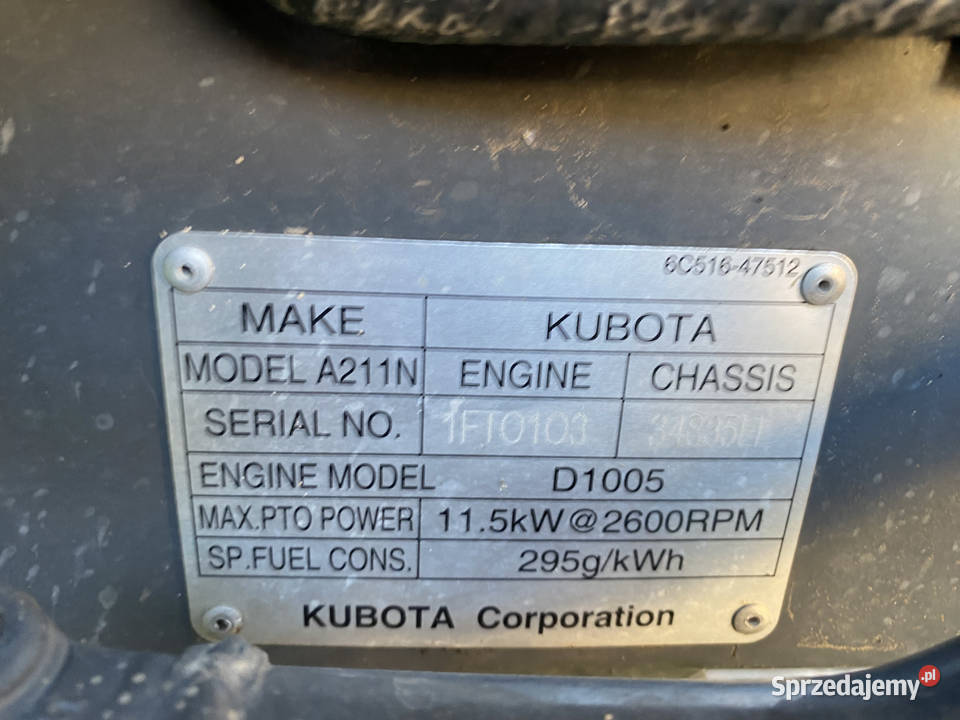 6C516-47512
MAKE KUBOTA
MODEL A211N ENGINE CHASSIS
SERIAL NO. 1FT0103
ENGINE MODEL D1005
MAX.PTO POWER 11.5kW@2600RPM
SP.FUEL CONS. 295g/kWh
KUBOTA Corporation
Sprzedajemy.pl